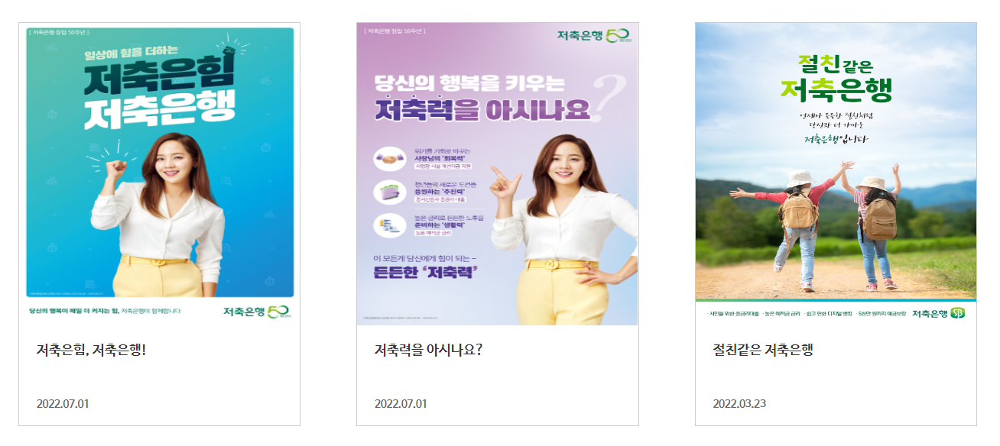 [ 저축은행 창립 50주년 ]
일상에 힘을 더하는
저축은힘
저축은행
당신의 행복이 매일 더 커지는 힘, 저축은행이 함께합니다
저축은행 50
저축은힘, 저축은행!
2022.07.01
[ 저축은행 창립 50주년 ]
저축은행 50
당신의 행복을 키우는
저축력을 아시나요?
위기를 기회로 바꾸는
사장님의 '회복력'
사업장 시설 개선자금 지원
청년들의 새로운 도전을
응원하는 '추진력'
중저신용자 중금리 대출
높은 금리로 든든한 노후를
준비하는 '생활력'
높은 예적금 금리
이 모든게 당신에게 힘이 되는 –
든든한 '저축력'
저축력을 아시나요?
2022.07.01
절친같은
저축은행
언제나 든든한 절친처럼
당신과 더 가까운
저축은행입니다
· 서민을 위한 중금리대출 · 높은 예적금 금리 · 쉽고 편한 디지털 뱅킹 · 5천만 원까지 예금보장 저축은행 SB
절친같은 저축은행
2022.03.23